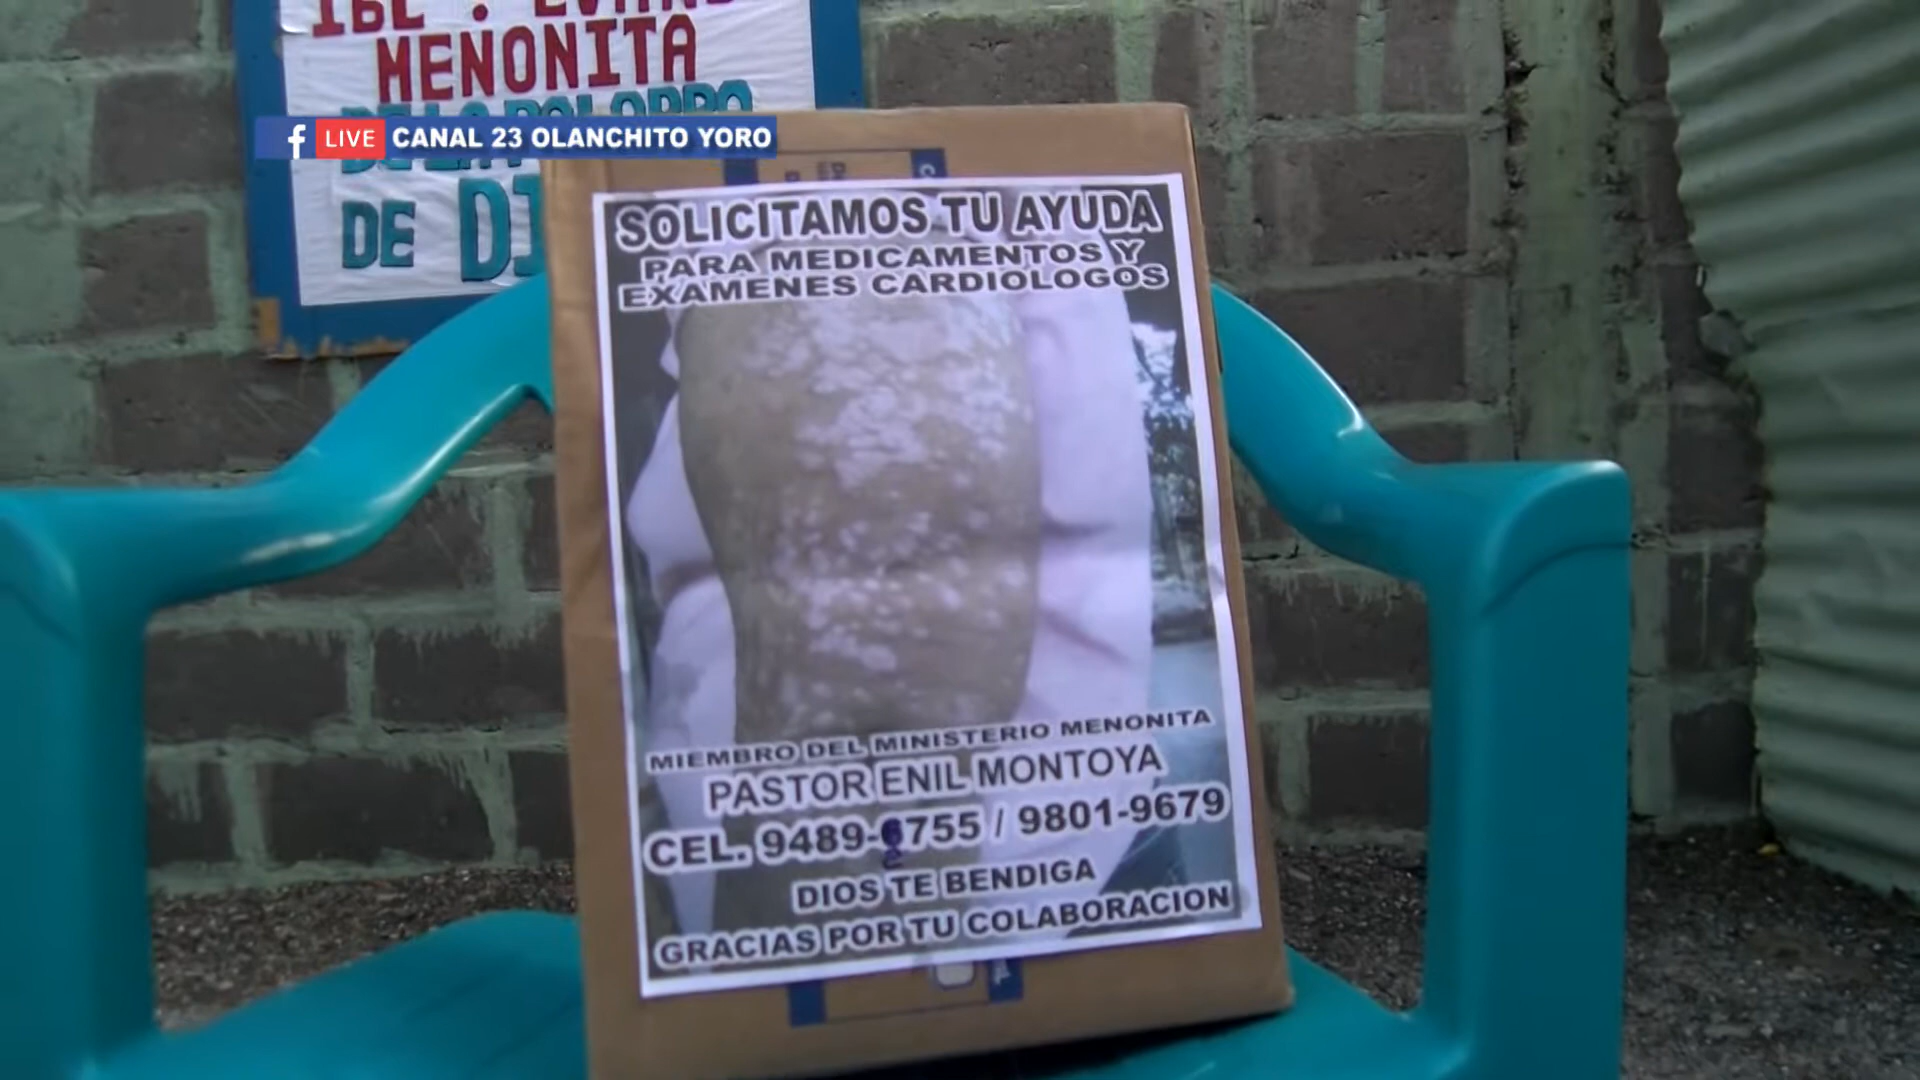 MENONITA
DE
f LIVE CANAL 23 OLANCHITO YORO
SOLICITAMOS TU AYUDA
PARA MEDICAMENTOS Y
EXAMENES CARDIOLOGOS
MIEMBRO DEL MINISTERIO MENONITA
PASTOR ENIL MONTOYA
CEL. 9489-6755 / 9801-9679
DIOS TE BENDIGA
GRACIAS POR TU COLABORACION